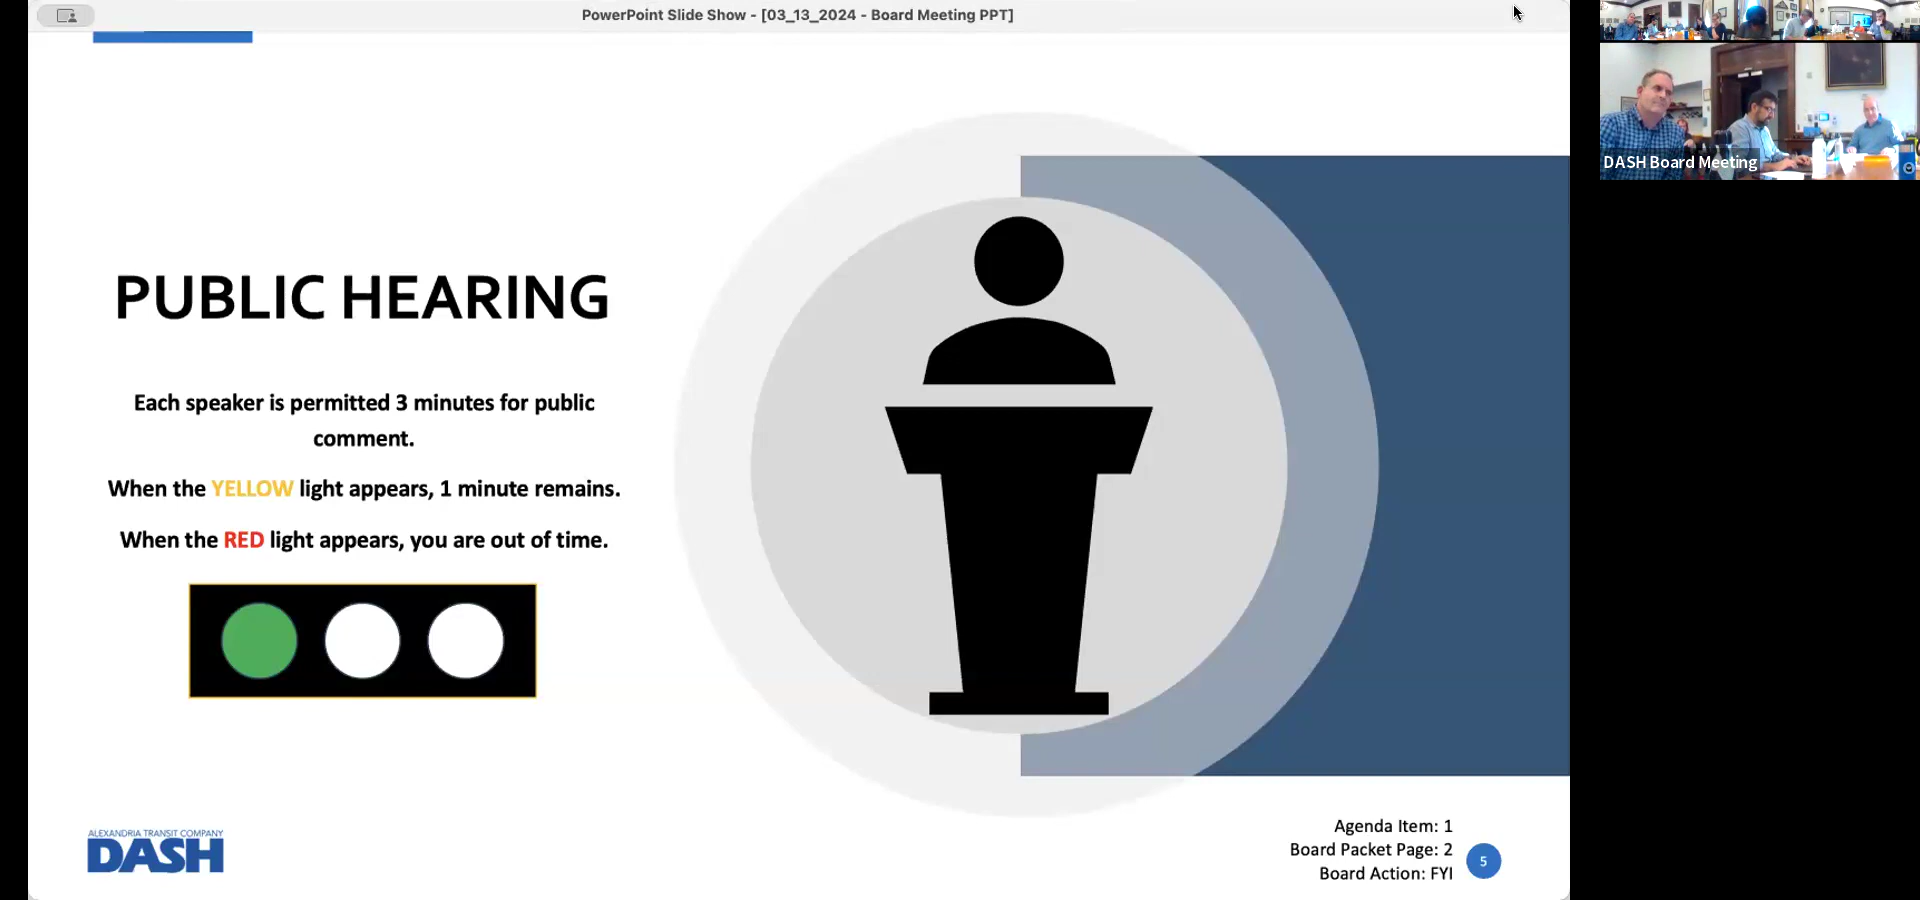 PowerPoint Slide Show - [03_13_2024 - Board Meeting PPT]
DASH Board Meeting
PUBLIC HEARING
Each speaker is permitted 3 minutes for public
comment.
When the YELLOW light appears, 1 minute remains.
When the RED light appears, you are out of time.
ALEXANDRIA TRANSIT COMPANY
DASH
Agenda Item: 1
Board Packet Page: 2
Board Action: FYI
5